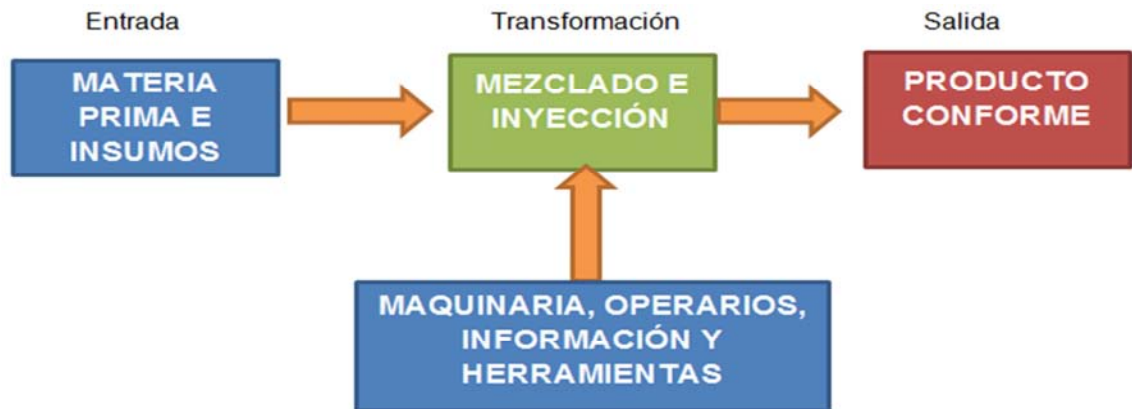 Entrada
Transformación
Salida
MATERIA
PRIMA E
INSUMOS
MEZCLADO E
INYECCIÓN
PRODUCTO
CONFORME
MAQUINARIA, OPERARIOS,
INFORMACIÓN Y
HERRAMIENTAS